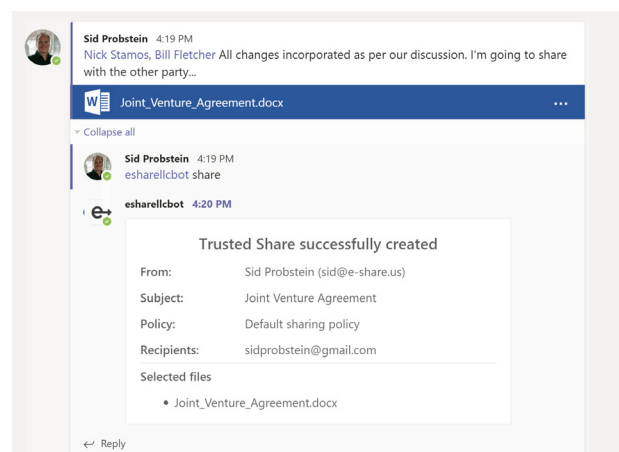 Sid Probstein 4:19 PM
Nick Stamos, Bill Fletcher All changes incorporated as per our discussion. I'm going to share
with the other party...
W Joint_Venture_Agreement.docx ...
Collapse all
Sid Probstein 4:19 PM
esharellcbot share
esharellcbot 4:20 PM
Trusted Share successfully created
From: Sid Probstein (sid@e-share.us)
Subject: Joint Venture Agreement
Policy: Default sharing policy
Recipients: sidprobstein@gmail.com
Selected files
• Joint_Venture_Agreement.docx
Reply